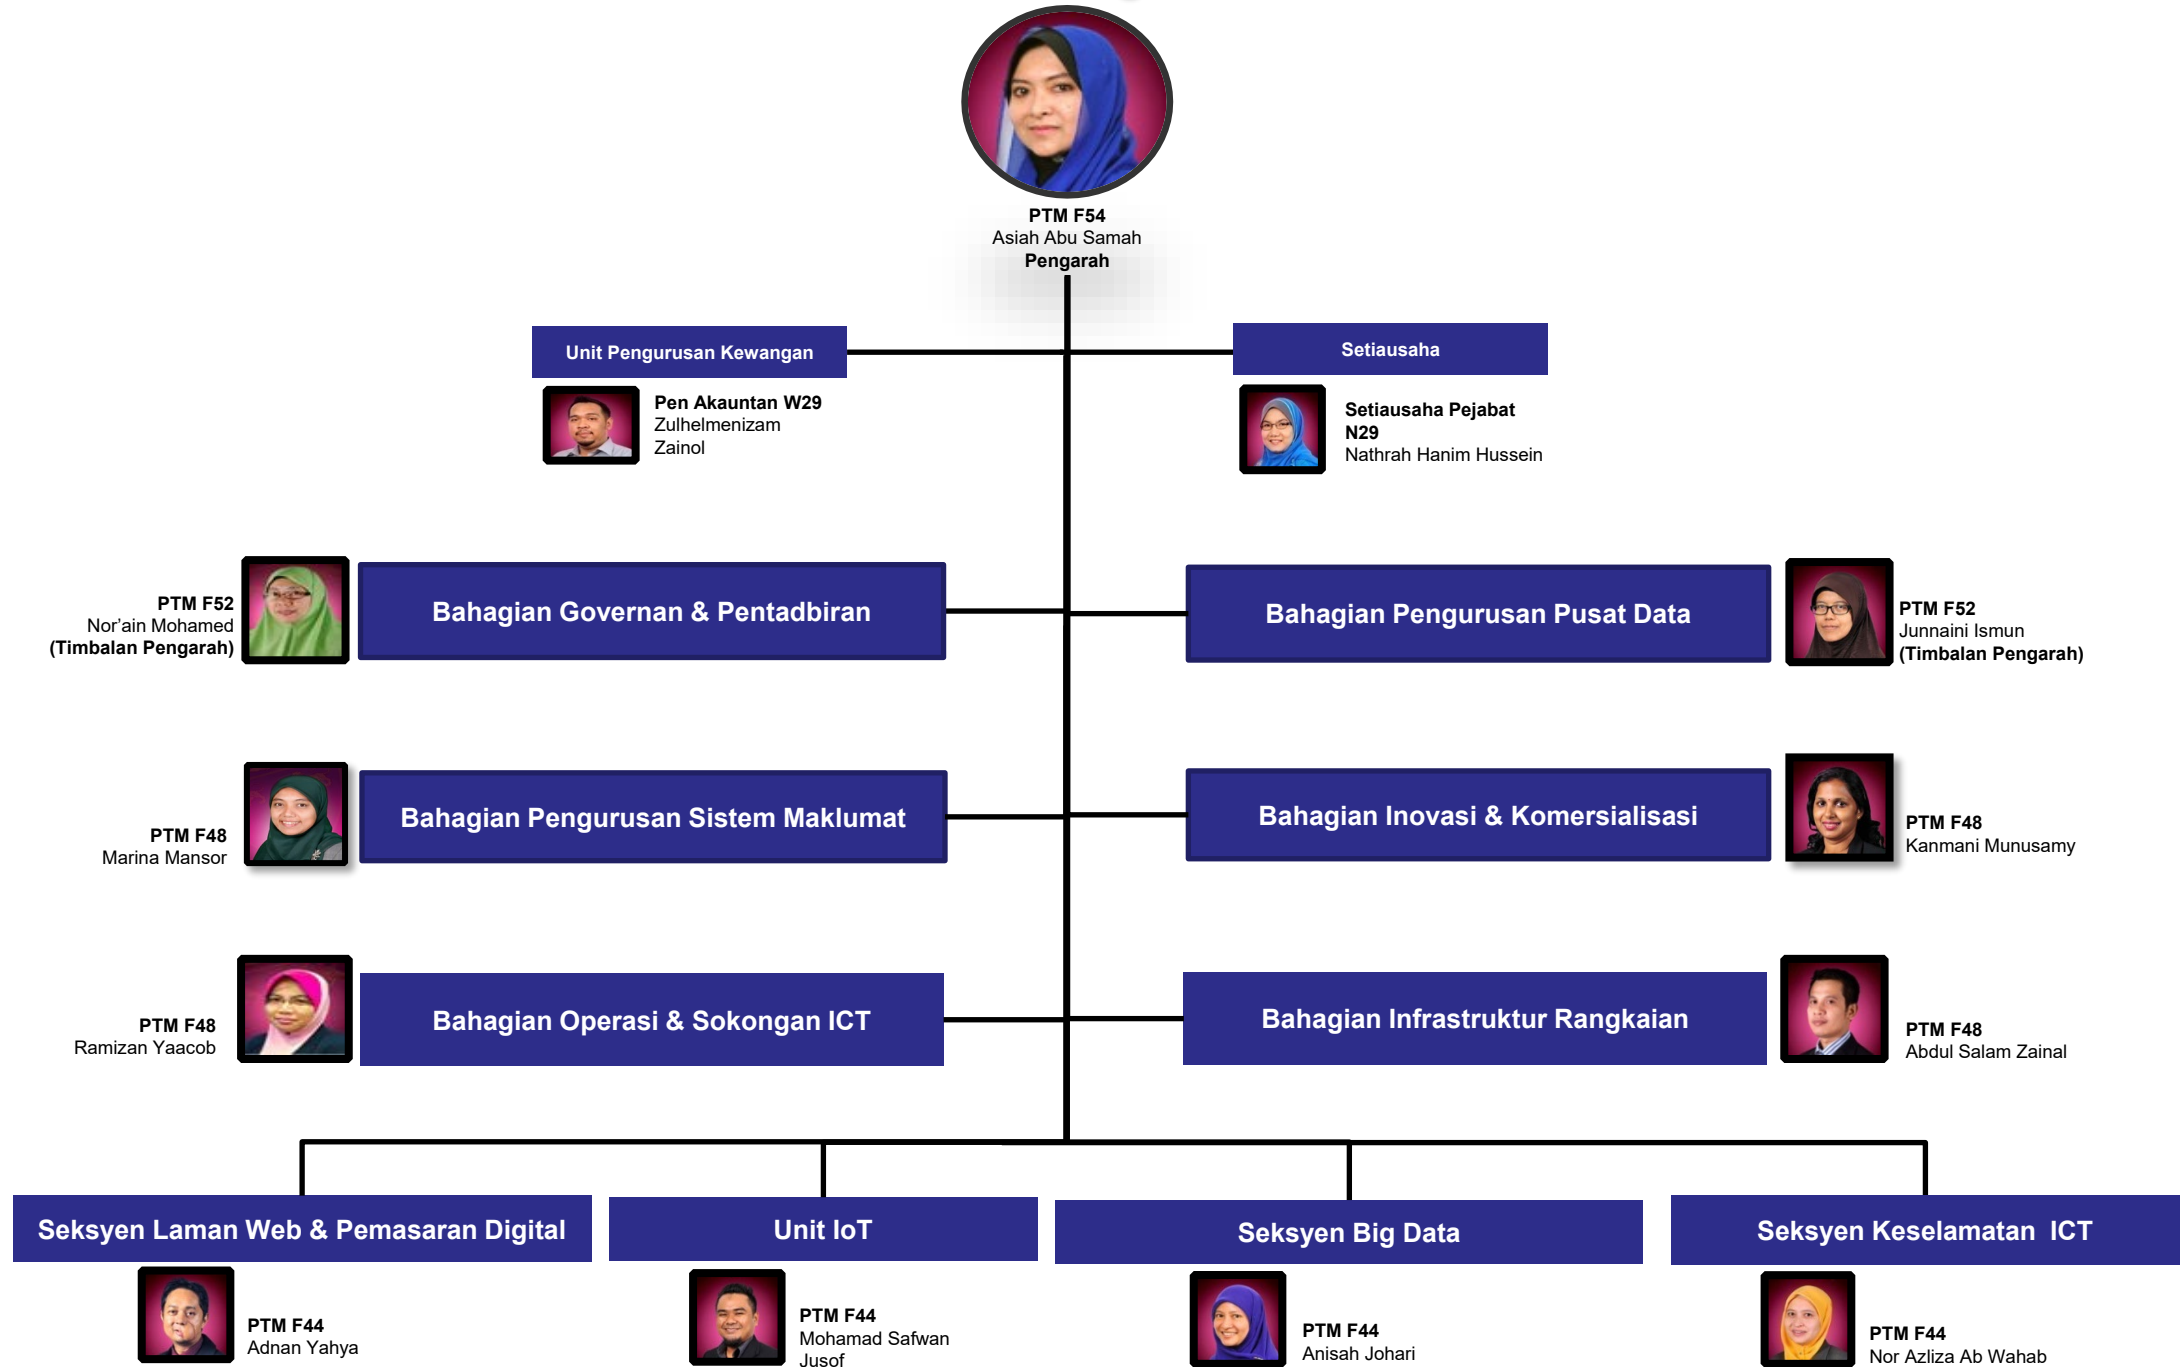 PTM F54
Asiah Abu Samah
Pengarah
Unit Pengurusan Kewangan
Setiausaha
Pen Akauntan W29
Zulhelmenizam
Zainol
Setiausaha Pejabat
N29
Nathrah Hanim Hussein
PTM F52
Nor’ain Mohamed
(Timbalan Pengarah)
Bahagian Governan & Pentadbiran
Bahagian Pengurusan Pusat Data
PTM F52
Junnaini Ismun
(Timbalan Pengarah)
PTM F48
Marina Mansor
Bahagian Pengurusan Sistem Maklumat
Bahagian Inovasi & Komersialisasi
PTM F48
Kanmani Munusamy
PTM F48
Ramizan Yaacob
Bahagian Operasi & Sokongan ICT
Bahagian Infrastruktur Rangkaian
PTM F48
Abdul Salam Zainal
Seksyen Laman Web & Pemasaran Digital
Unit IoT
Seksyen Big Data
Seksyen Keselamatan ICT
PTM F44
Adnan Yahya
PTM F44
Mohamad Safwan
Jusof
PTM F44
Anisah Johari
PTM F44
Nor Azliza Ab Wahab